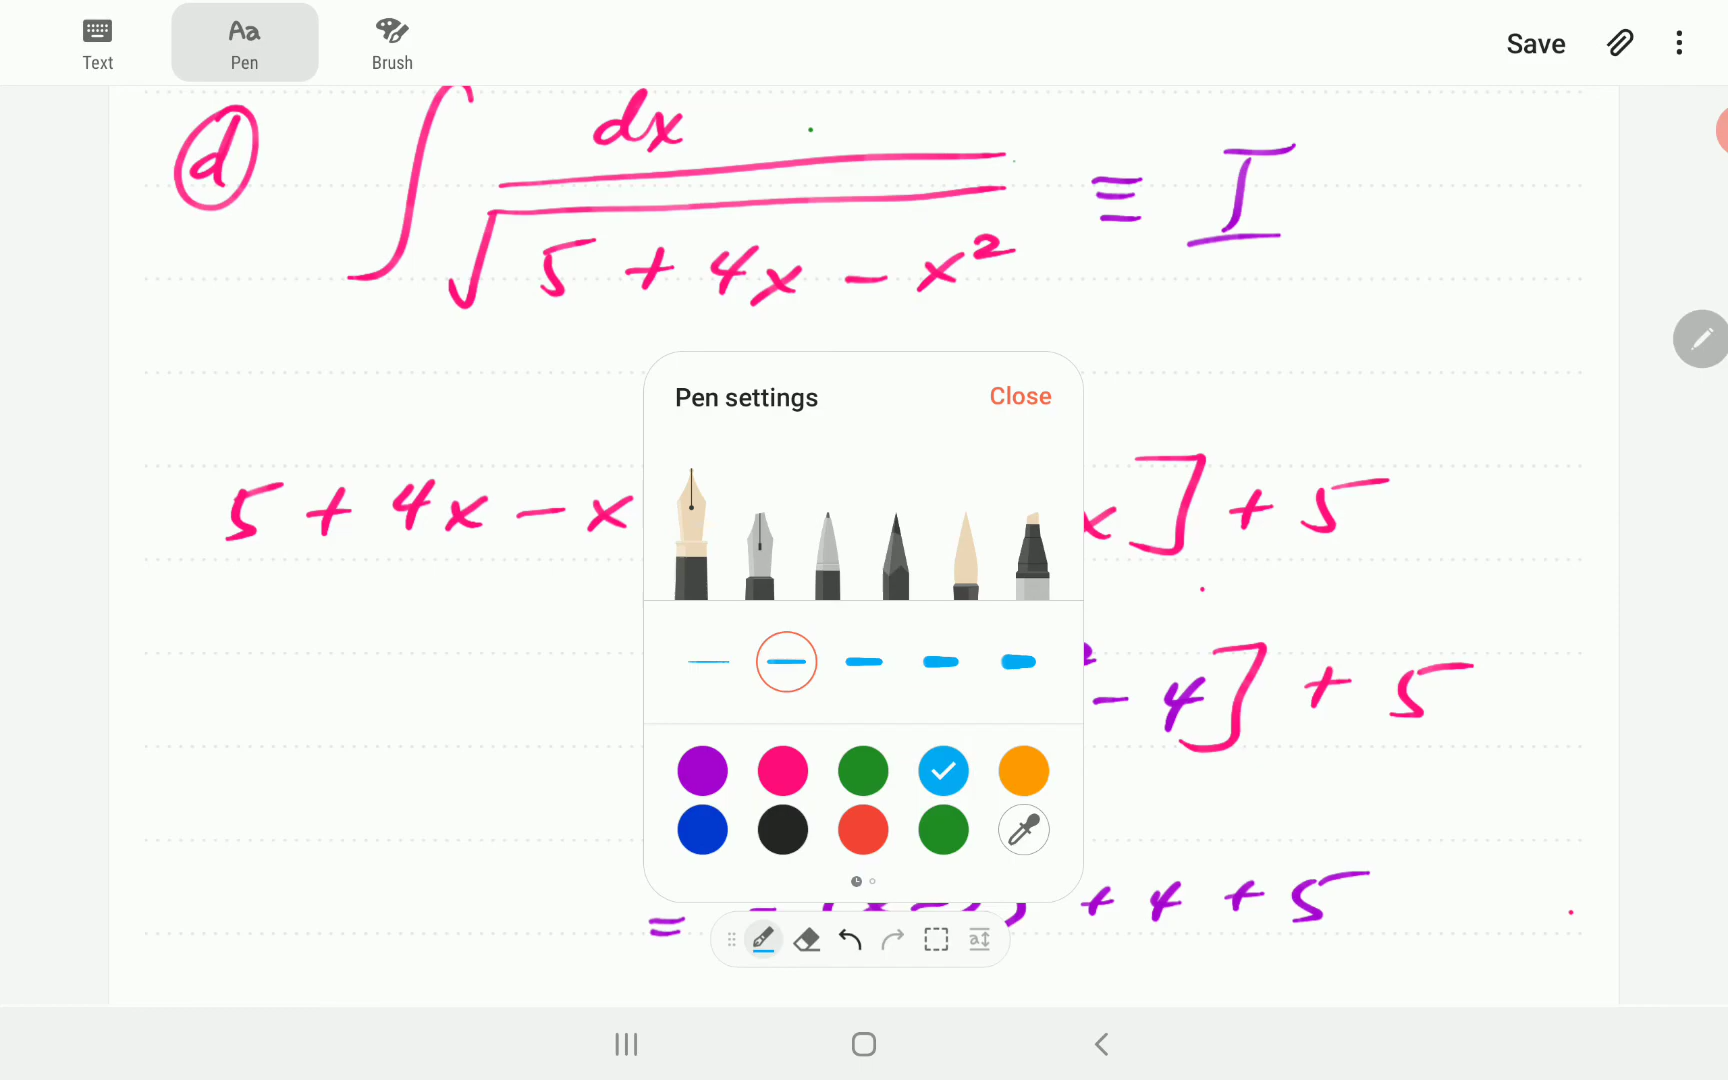 Text Pen Brush Save
d ∫ dx / √(5 + 4x − x²) ≡ I
Pen settings Close
5 + 4x − x x] + 5
− 4] + 5
= − + 4 + 5